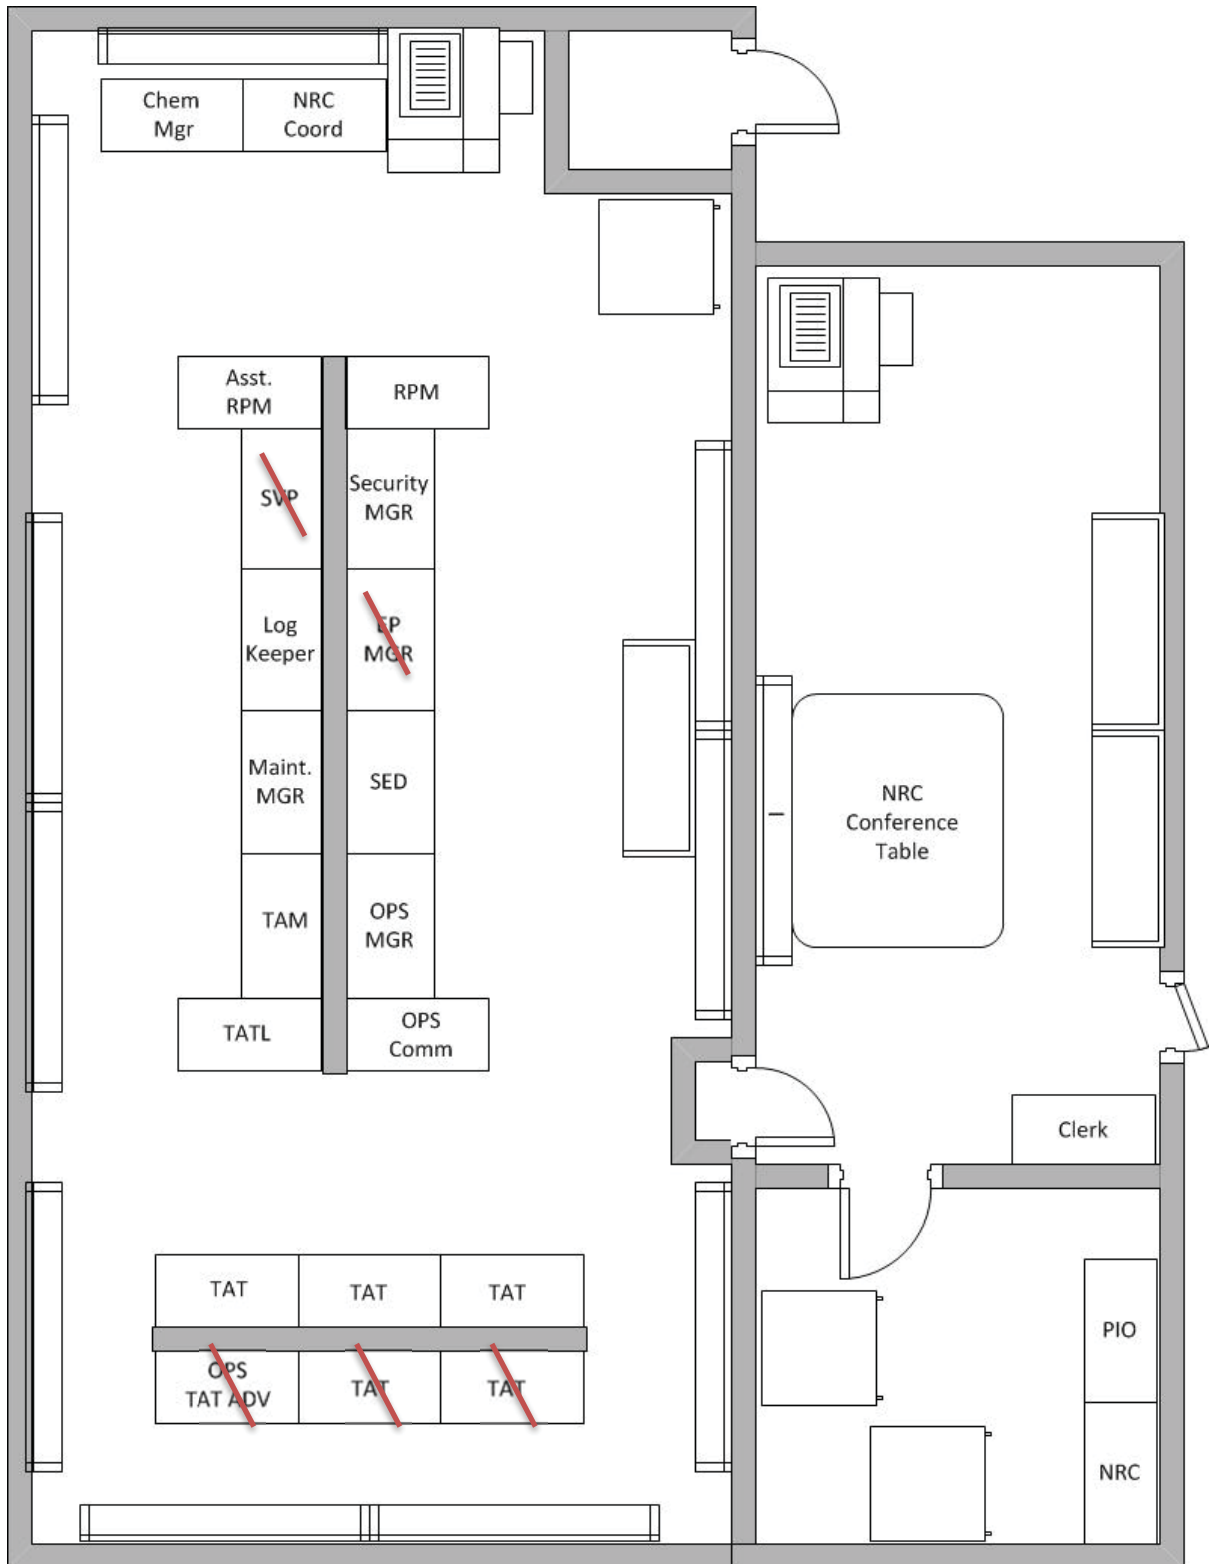 Chem
Mgr
NRC
Coord
Asst.
RPM
RPM
SVP
Security
MGR
Log
Keeper
EP
MGR
Maint.
MGR
SED
NRC
Conference
Table
TAM
OPS
MGR
TATL
OPS
Comm
Clerk
TAT
TAT
TAT
OPS
TAT ADV
TAT
TAT
PIO
NRC